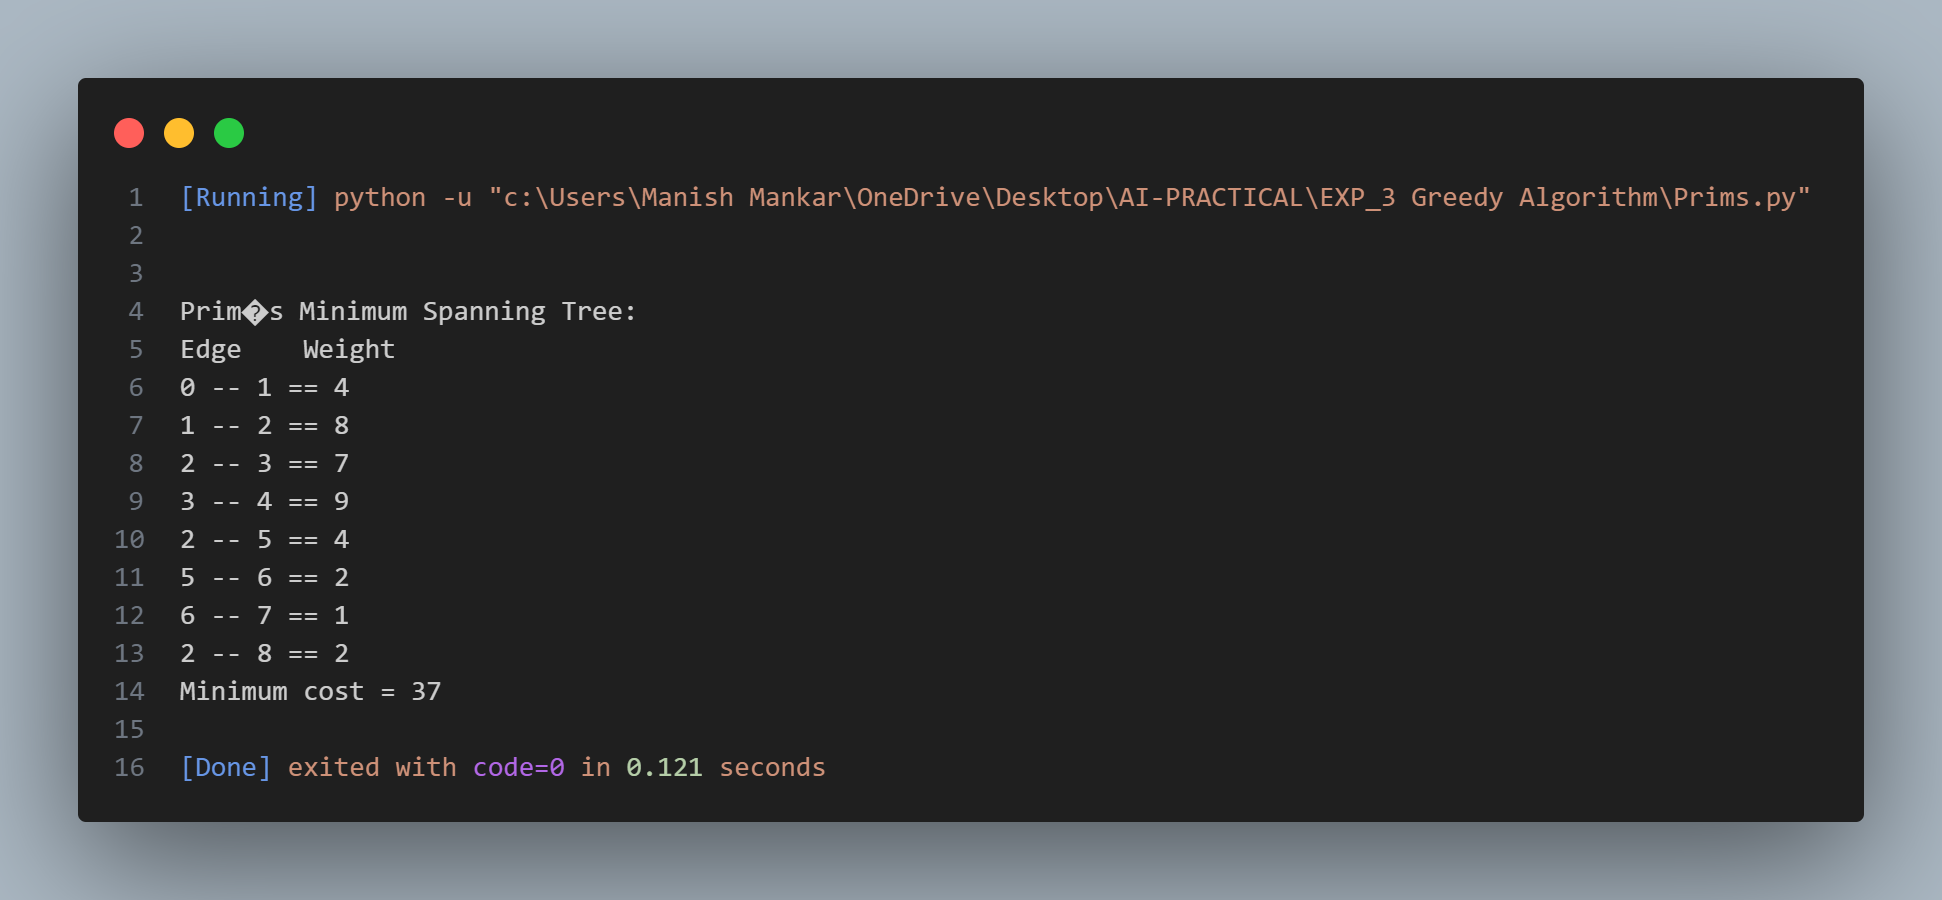 1 [Running] python -u "c:\Users\Manish Mankar\OneDrive\Desktop\AI-PRACTICAL\EXP_3 Greedy Algorithm\Prims.py"
2
3
4 Prim�s Minimum Spanning Tree:
5 Edge    Weight
6 0 -- 1 == 4
7 1 -- 2 == 8
8 2 -- 3 == 7
9 3 -- 4 == 9
10 2 -- 5 == 4
11 5 -- 6 == 2
12 6 -- 7 == 1
13 2 -- 8 == 2
14 Minimum cost = 37
15
16 [Done] exited with code=0 in 0.121 seconds